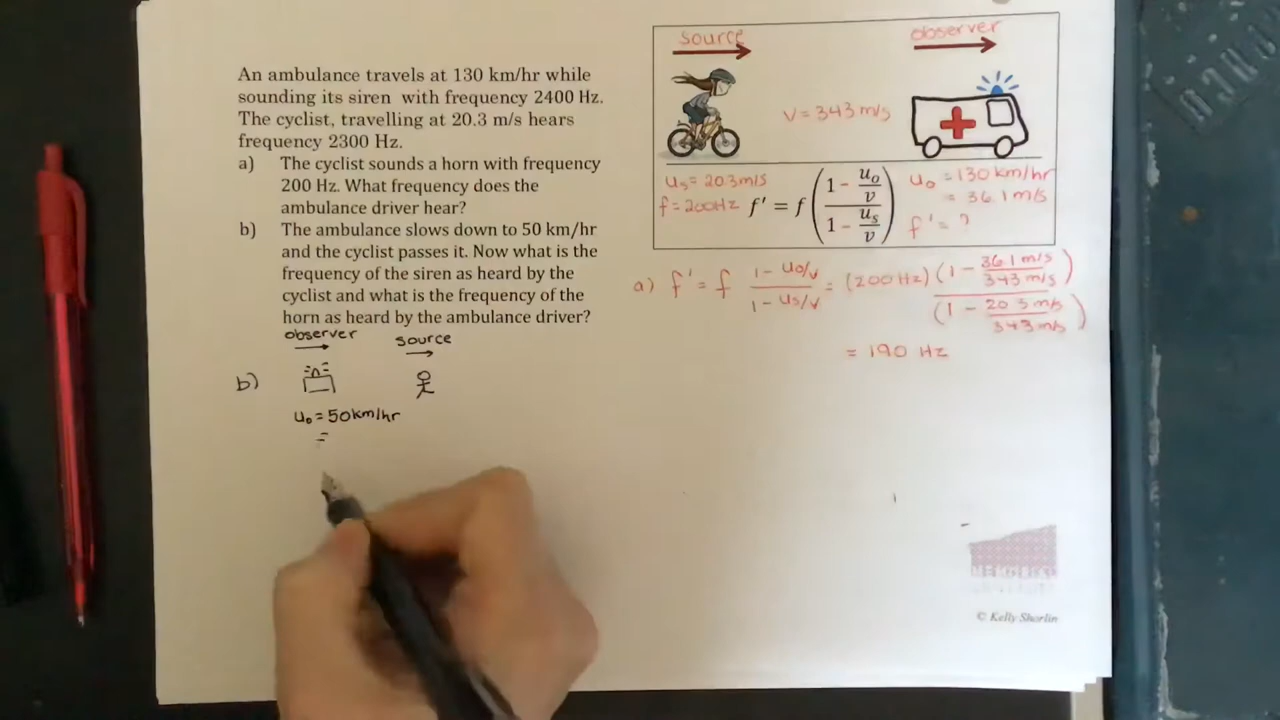 An ambulance travels at 130 km/hr while
sounding its siren with frequency 2400 Hz.
The cyclist, travelling at 20.3 m/s hears
frequency 2300 Hz.
a) The cyclist sounds a horn with frequency
200 Hz. What frequency does the
ambulance driver hear?
b) The ambulance slows down to 50 km/hr
and the cyclist passes it. Now what is the
frequency of the siren as heard by the
cyclist and what is the frequency of the
horn as heard by the ambulance driver?
observer source
b)
u₀ = 50km/hr
=
source observer
v = 343 m/s
uₛ = 20.3m/s
f = 200Hz
f' = f (1 - u₀/v / 1 - uₛ/v)
u₀ = 130 km/hr
= 36.1 m/s
f' = ?
a) f' = f 1 - u₀/v / 1 - uₛ/v = (200Hz) (1 - 36.1 m/s / 343 m/s) / (1 - 20.3 m/s / 343 m/s)
= 190 Hz
© Kelly Shorlin